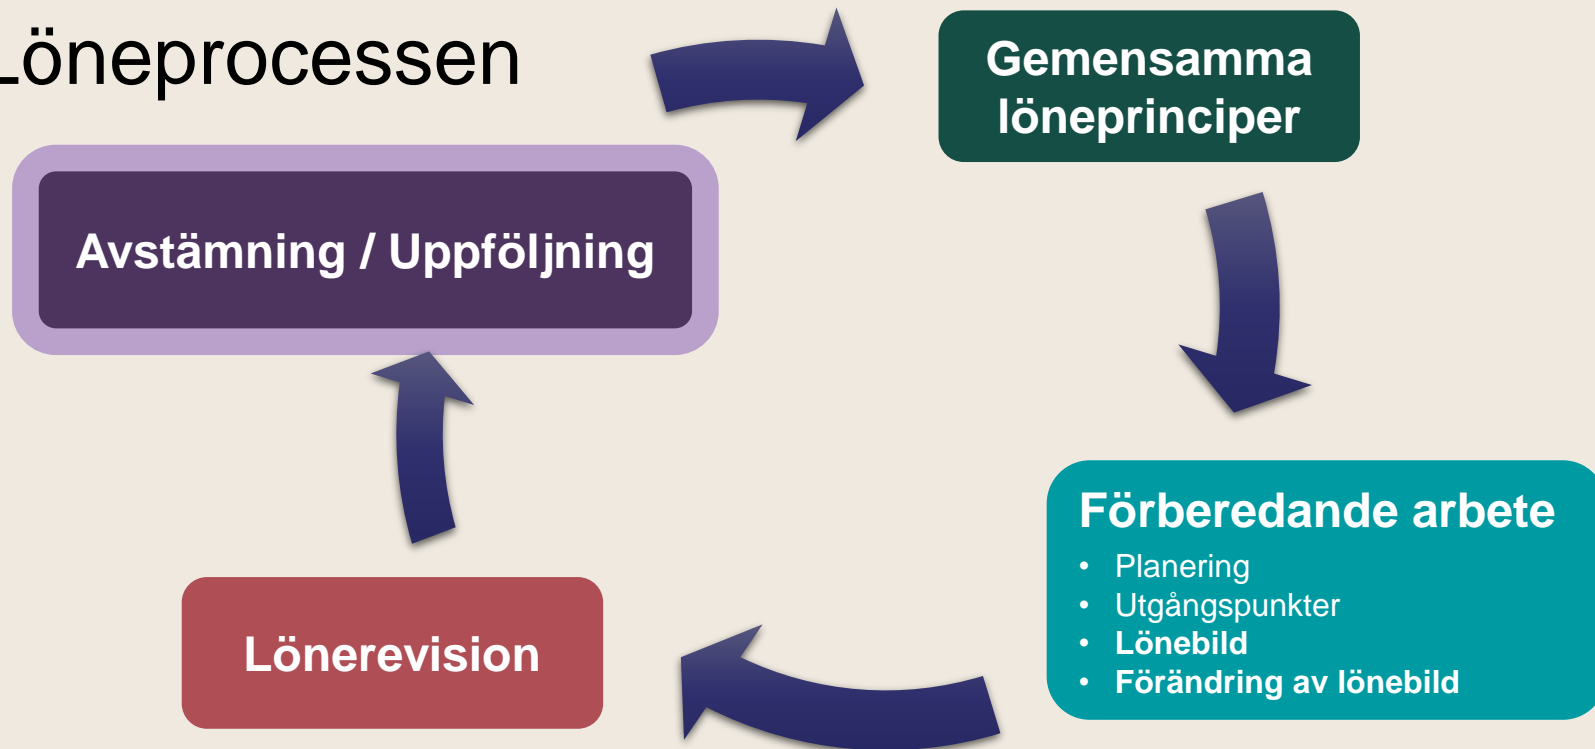 Löneprocessen
Gemensamma
löneprinciper
Avstämning / Uppföljning
Förberedande arbete
• Planering
• Utgångspunkter
• Lönebild
• Förändring av lönebild
Lönerevision